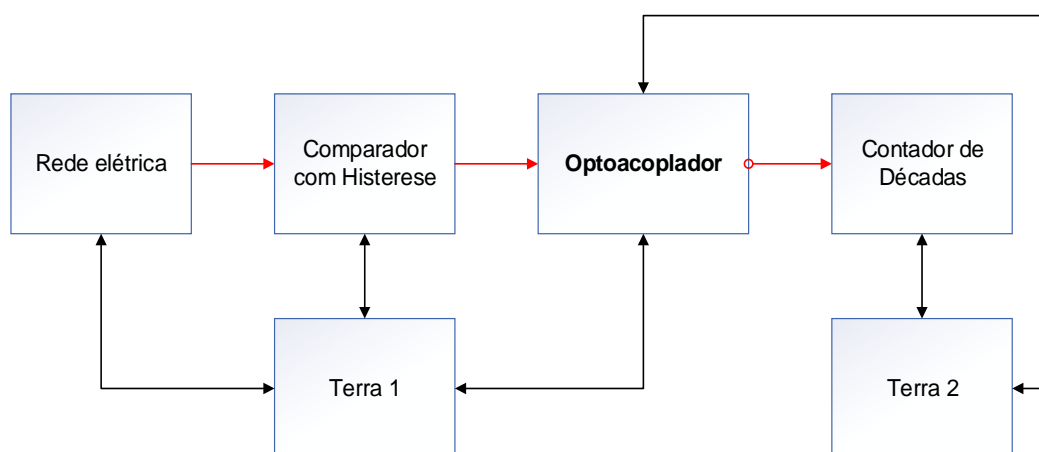 Rede elétrica
Comparador
com Histerese
Optoacoplador
Contador de
Décadas
Terra 1
Terra 2